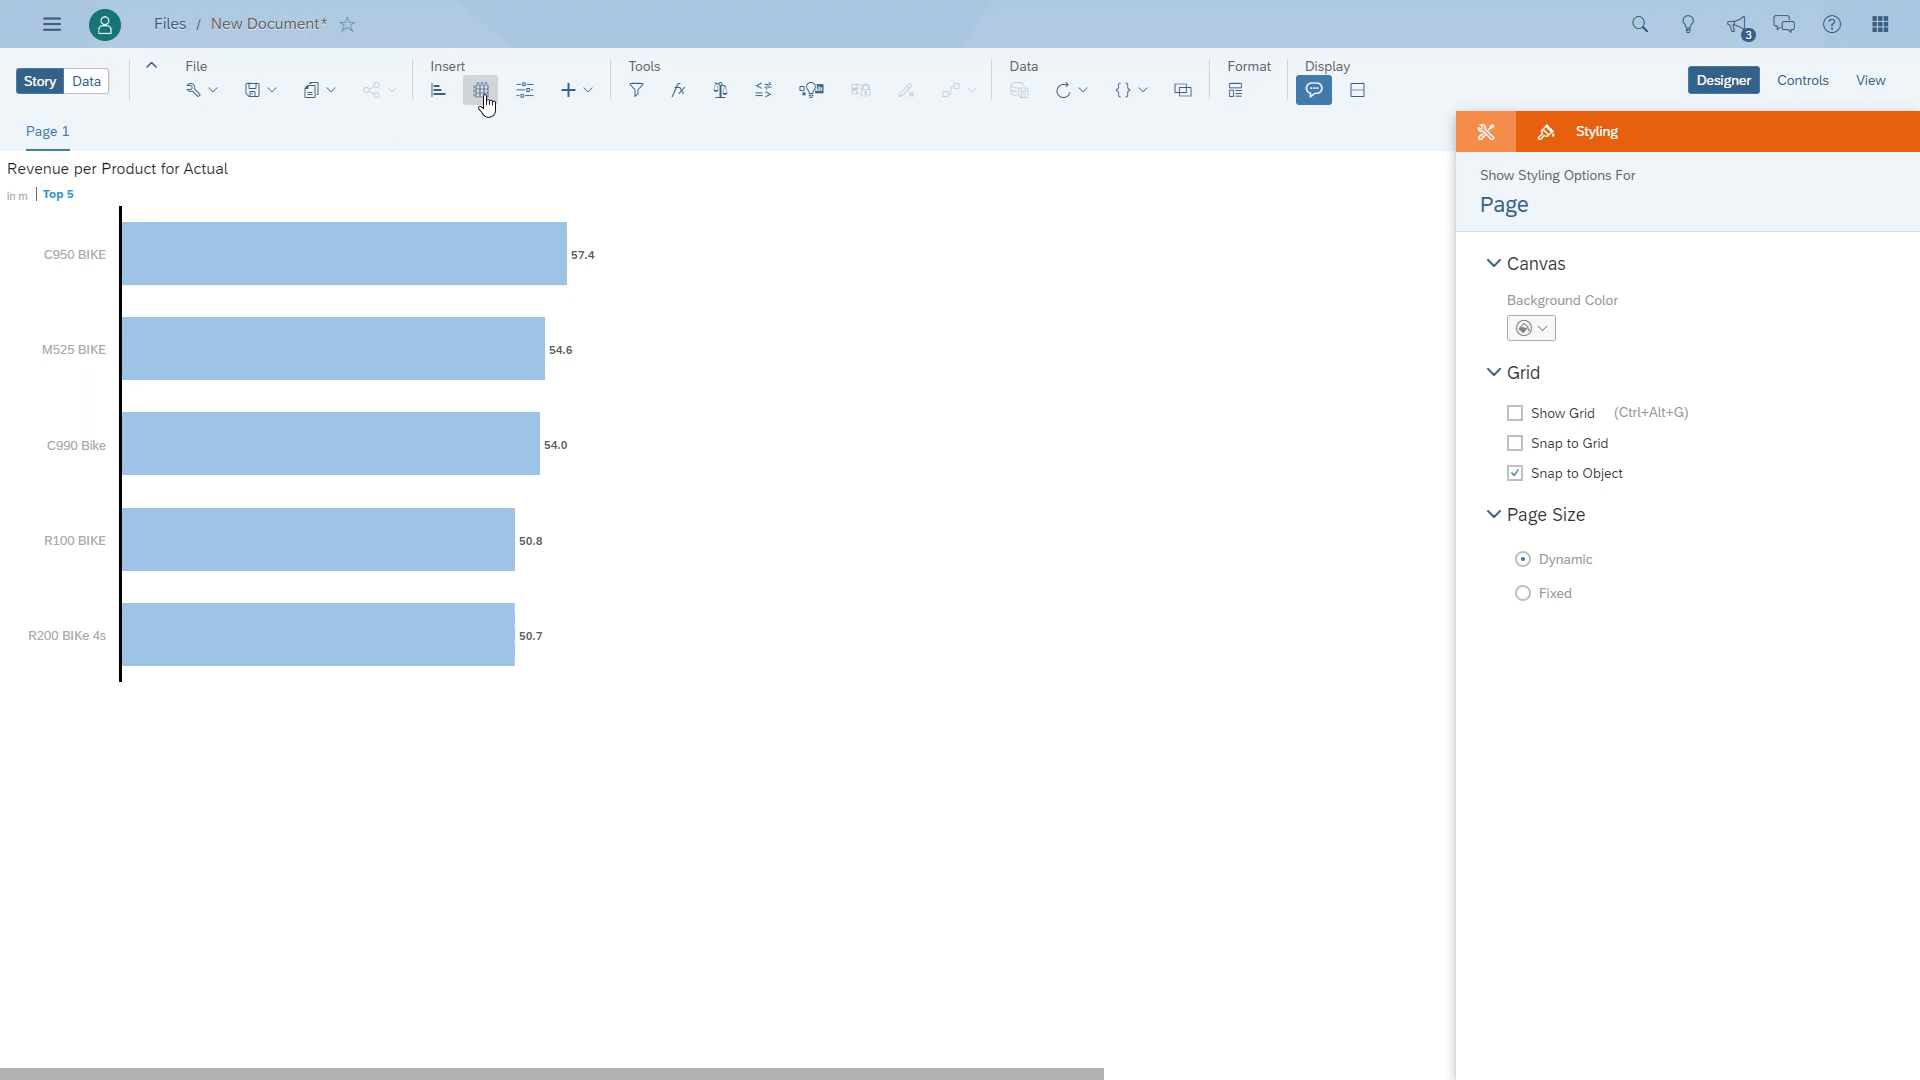 Files / New Document*
3
Story Data
File
Insert
Tools
Data
Format
Display
Designer
Controls
View
Page 1
Styling
Revenue per Product for Actual
in m | Top 5
C950 BIKE 57.4
M525 BIKE 54.6
C990 Bike 54.0
R100 BIKE 50.8
R200 BIKe 4s 50.7
Show Styling Options For
Page
Canvas
Background Color
Grid
Show Grid (Ctrl+Alt+G)
Snap to Grid
Snap to Object
Page Size
Dynamic
Fixed